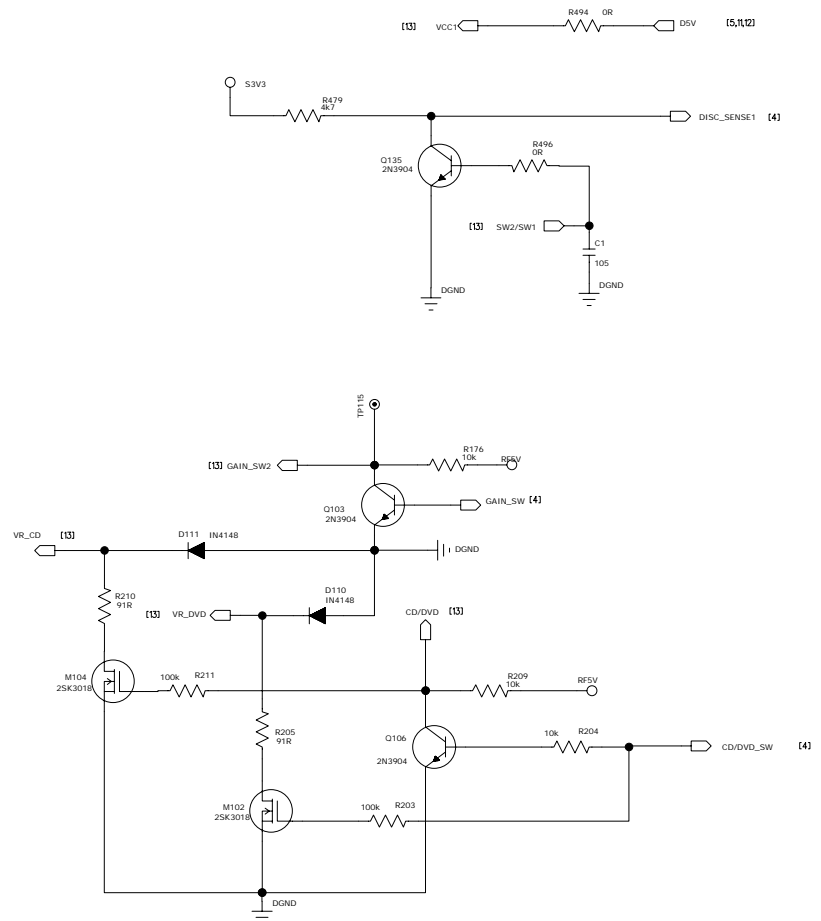 R494 0R
[13] VCC1 D5V [5,11,12]
S3V3
R479
4k7
DISC_SENSE1 [4]
R496
0R
Q135
2N3904
[13] SW2/SW1
C1
105
DGND
DGND
TP115
R176
10k
RF5V
[13] GAIN_SW2
GAIN_SW [4]
Q103
2N3904
D111 IN4148
VR_CD [13]
DGND
D110
IN4148
R210
91R
[13] VR_DVD
CD/DVD [13]
M104
2SK3018
100k R211
R209
10k
RF5V
R205
91R
Q106
2N3904
10k R204
CD/DVD_SW [4]
M102
2SK3018
100k R203
DGND